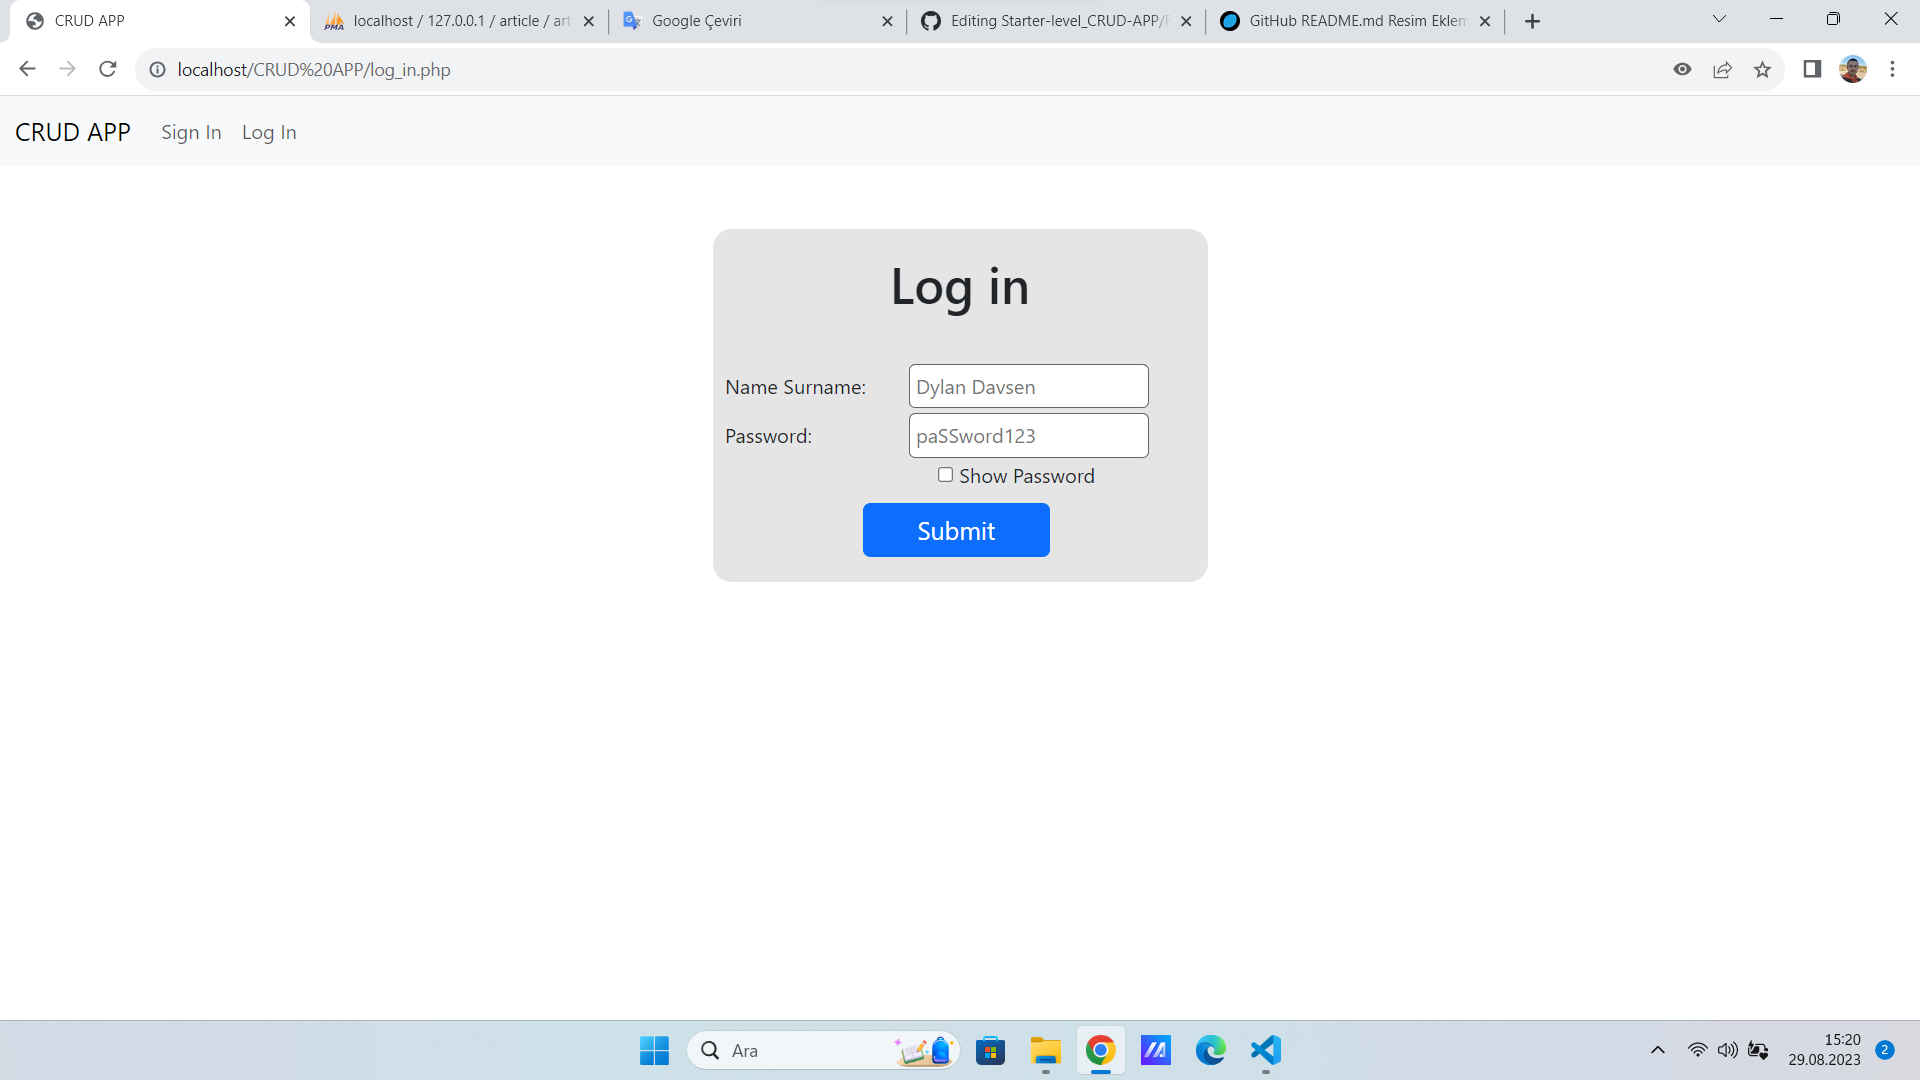 CRUD APP
localhost / 127.0.0.1 / article / art
Google Çeviri
Editing Starter-level_CRUD-APP/
GitHub README.md Resim Eklem
localhost/CRUD%20APP/log_in.php
CRUD APP
Sign In
Log In
Log in
Name Surname:
Dylan Davsen
Password:
paSSword123
Show Password
Submit
Ara
15:20
29.08.2023
2
PMA